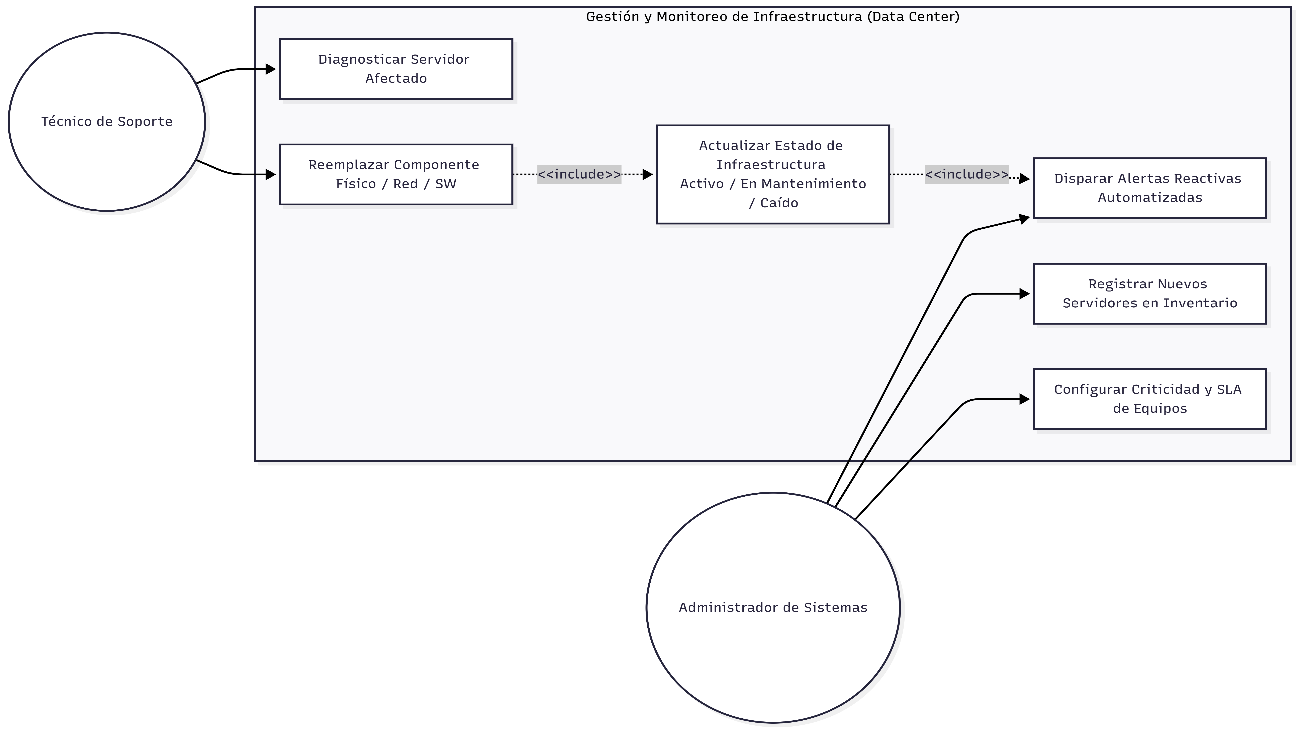 Gestión y Monitoreo de Infraestructura (Data Center)
Técnico de Soporte
Diagnosticar Servidor
Afectado
Reemplazar Componente
Físico / Red / SW
<<include>>
Actualizar Estado de
Infraestructura
Activo / En Mantenimiento
/ Caído
<<include>>
Disparar Alertas Reactivas
Automatizadas
Registrar Nuevos
Servidores en Inventario
Configurar Criticidad y SLA
de Equipos
Administrador de Sistemas